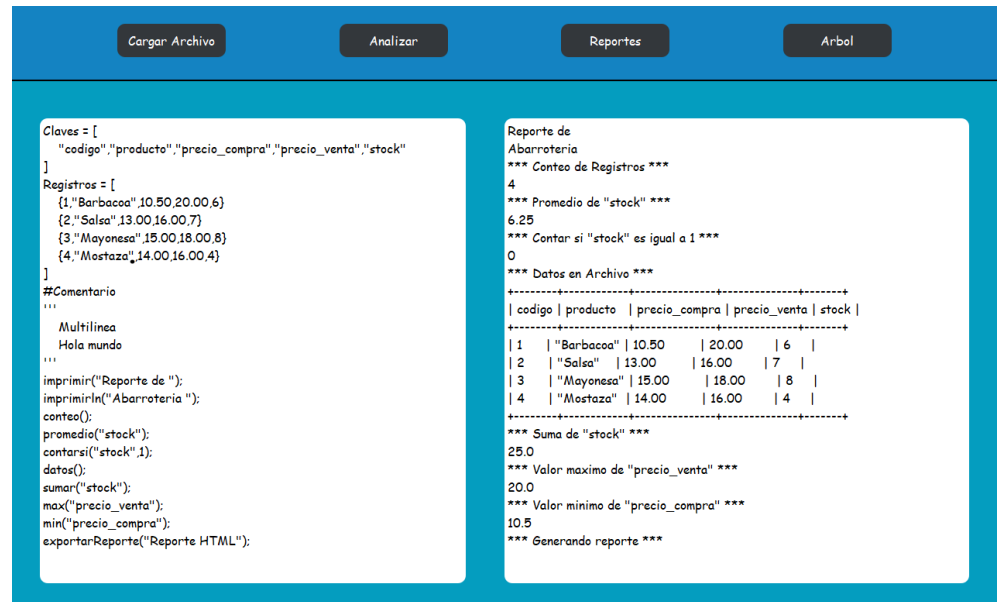 Cargar Archivo
Analizar
Reportes
Arbol
Claves = [
"codigo","producto","precio_compra","precio_venta","stock"
]
Registros = [
{1,"Barbacoa",10.50,20.00,6}
{2,"Salsa",13.00,16.00,7}
{3,"Mayonesa",15.00,18.00,8}
{4,"Mostaza",14.00,16.00,4}
]
#Comentario
'''
Multilinea
Hola mundo
'''
imprimir("Reporte de ");
imprimirln("Abarroteria ");
conteo();
promedio("stock");
contarsi("stock",1);
datos();
sumar("stock");
max("precio_venta");
min("precio_compra");
exportarReporte("Reporte HTML");
Reporte de
Abarroteria
*** Conteo de Registros ***
4
*** Promedio de "stock" ***
6.25
*** Contar si "stock" es igual a 1 ***
0
*** Datos en Archivo ***
+--------+------------+---------------+--------------+-------+
| codigo | producto | precio_compra | precio_venta | stock |
+--------+------------+---------------+--------------+-------+
| 1 | "Barbacoa" | 10.50 | 20.00 | 6 |
| 2 | "Salsa" | 13.00 | 16.00 | 7 |
| 3 | "Mayonesa" | 15.00 | 18.00 | 8 |
| 4 | "Mostaza" | 14.00 | 16.00 | 4 |
+--------+------------+---------------+--------------+-------+
*** Suma de "stock" ***
25.0
*** Valor maximo de "precio_venta" ***
20.0
*** Valor minimo de "precio_compra" ***
10.5
*** Generando reporte ***